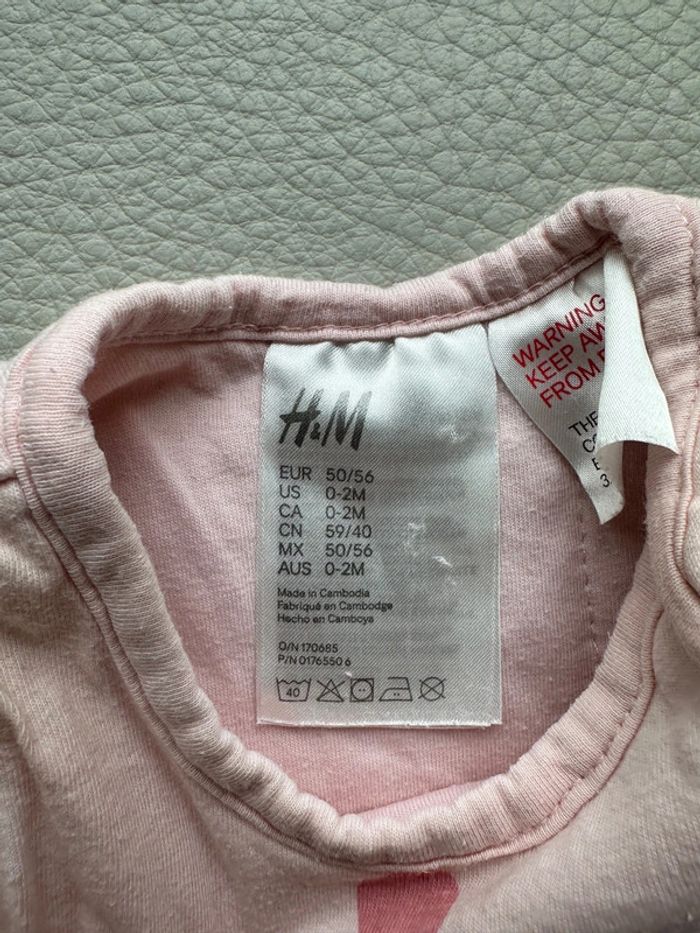 H&M
EUR 50/56
US 0-2M
CA 0-2M
CN 59/40
MX 50/56
AUS 0-2M
Made in Cambodia
Fabriqué en Cambodge
Hecho en Camboya
O/N 170685
P/N 0176550 6
40
WARNING
KEEP
FROM
THE